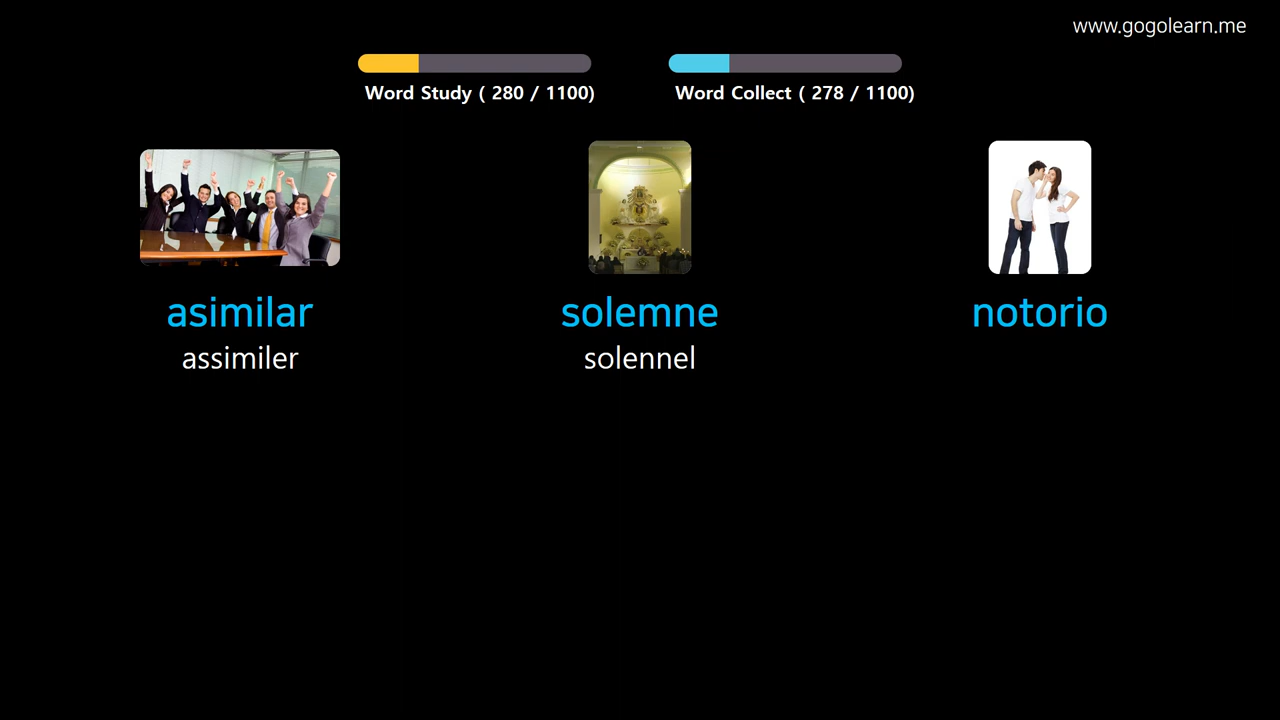 www.gogolearn.me
Word Study ( 280 / 1100)
Word Collect ( 278 / 1100)
asimilar
solemne
notorio
assimiler
solennel